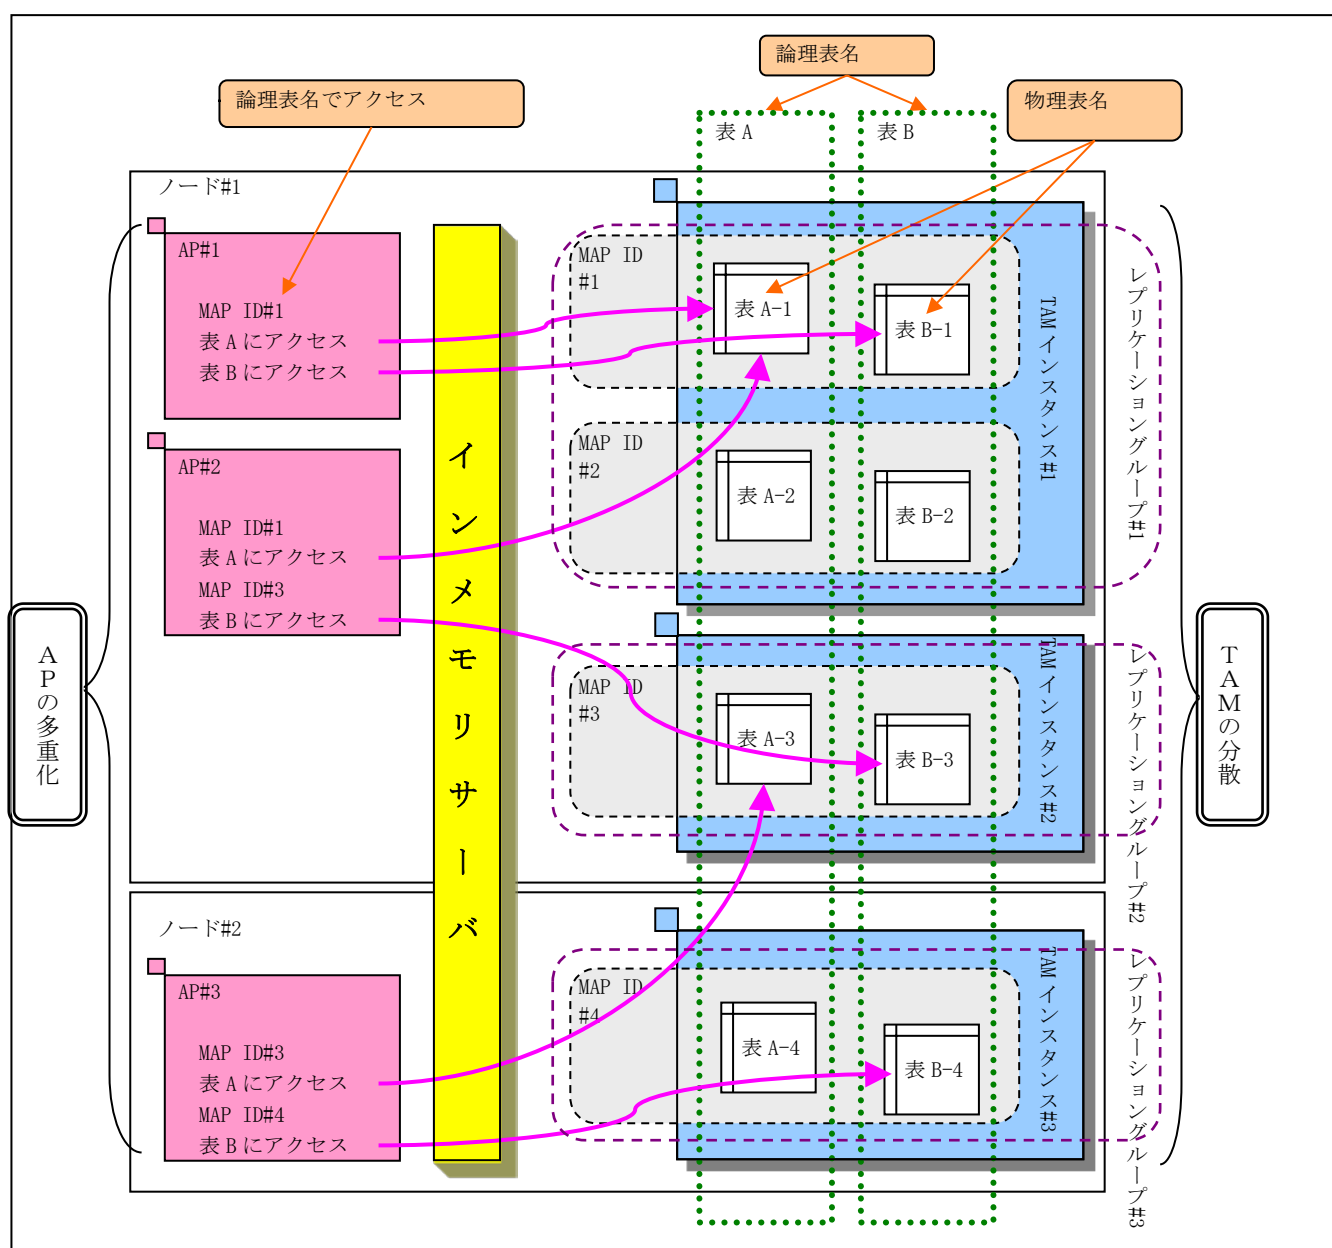 論理表名
論理表名でアクセス
物理表名
表 A
表 B
ノード#1
AP#1
MAP ID#1
表 A にアクセス
表 B にアクセス
AP#2
MAP ID#1
表 A にアクセス
MAP ID#3
表 B にアクセス
インメモリサーバ
MAP ID
#1
表 A-1
表 B-1
MAP ID
#2
表 A-2
表 B-2
TAM インスタンス#1
レプリケーショングループ#1
MAP ID
#3
表 A-3
表 B-3
TAM インスタンス#2
レプリケーショングループ#2
APの多重化
TAMの分散
ノード#2
AP#3
MAP ID#3
表 A にアクセス
MAP ID#4
表 B にアクセス
MAP ID
#4
表 A-4
表 B-4
TAM インスタンス#3
レプリケーショングループ#3